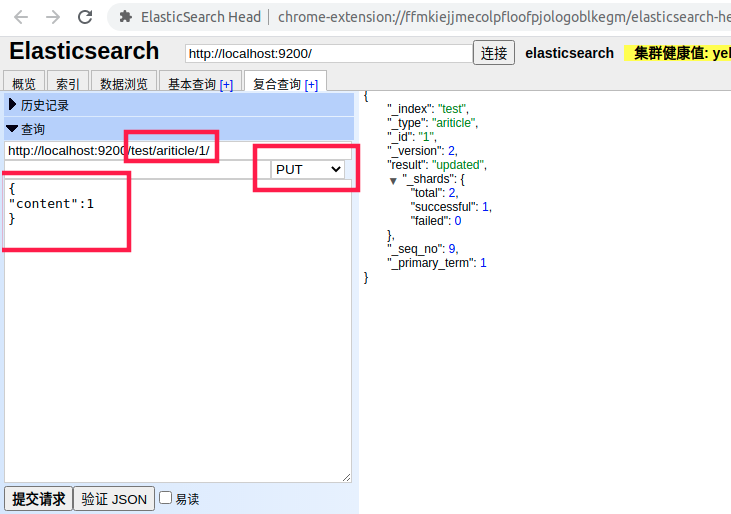 ElasticSearch Head | chrome-extension://ffmkiejjmecolpfloofpjologoblkegm/elasticsearch-he
Elasticsearch http://localhost:9200/ 连接 elasticsearch 集群健康值: yel
概览 索引 数据浏览 基本查询 [+] 复合查询 [+]
历史记录
查询
http://localhost:9200/test/ariticle/1/
PUT
{
"content":1
}
提交请求 验证 JSON 易读
{
"_index": "test",
"_type": "ariticle",
"_id": "1",
"_version": 2,
"result": "updated",
"_shards": {
"total": 2,
"successful": 1,
"failed": 0
},
"_seq_no": 9,
"_primary_term": 1
}